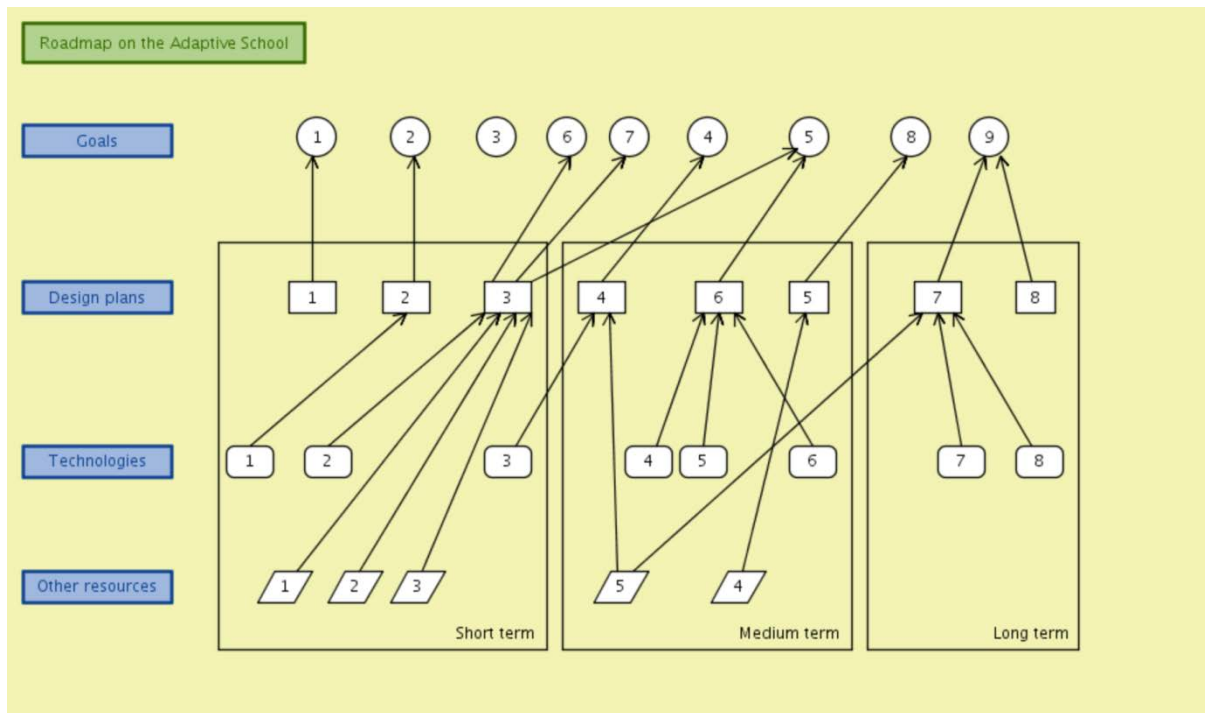 Roadmap on the Adaptive School
Goals
1 2 3 6 7 4 5 8 9
Design plans
1 2 3 4 6 5 7 8
Technologies
1 2 3 4 5 6 7 8
Other resources
1 2 3 5 4
Short term
Medium term
Long term